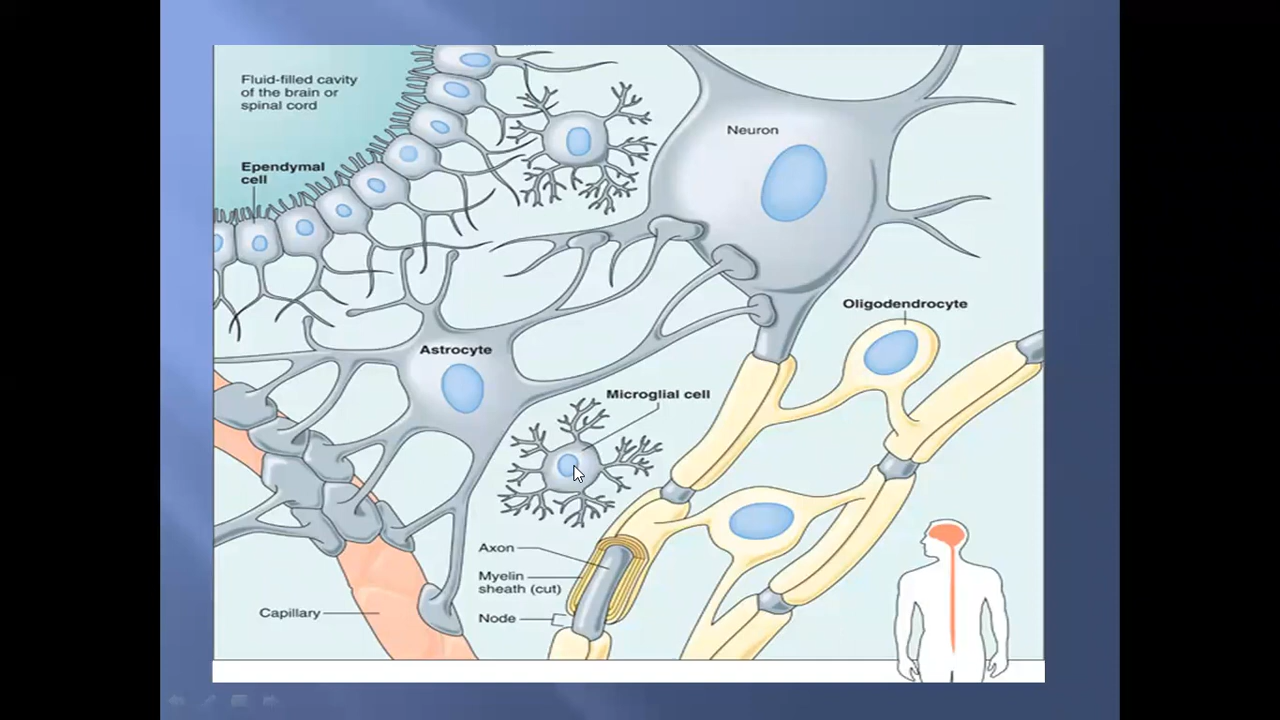 Fluid-filled cavity
of the brain or
spinal cord
Neuron
Ependymal
cell
Oligodendrocyte
Astrocyte
Microglial cell
Axon
Myelin
sheath (cut)
Capillary
Node